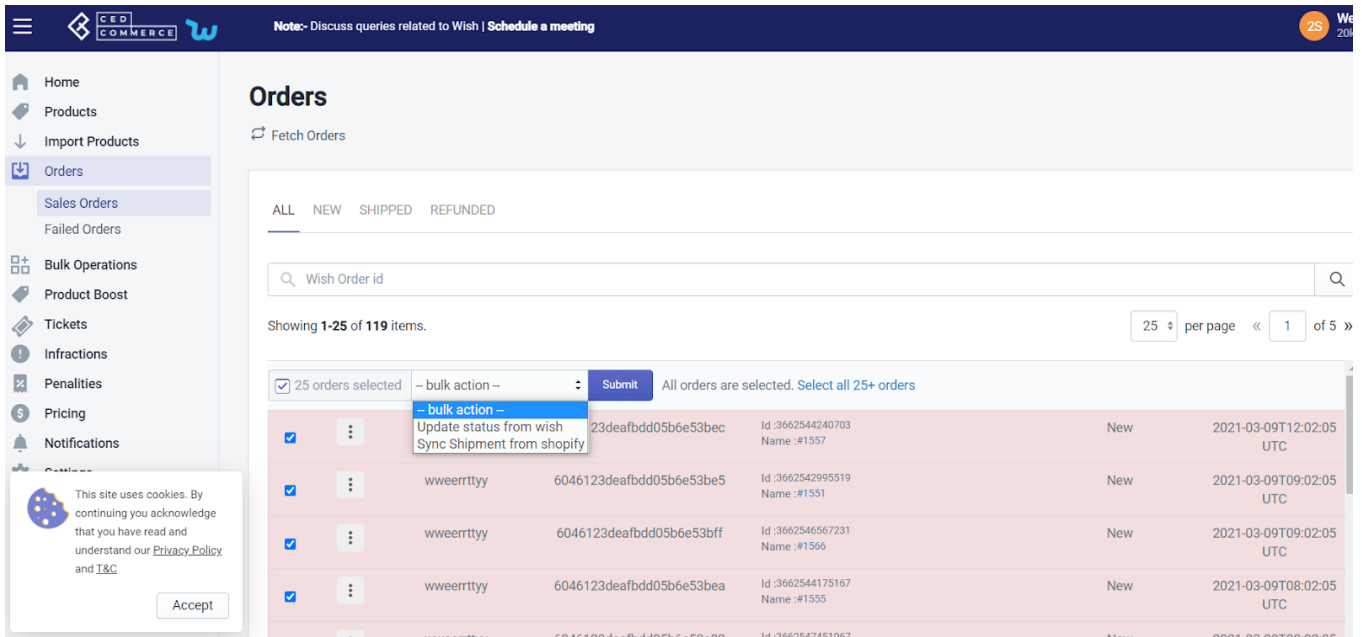 CED
COMMERCE
Note:- Discuss queries related to Wish | Schedule a meeting
2S
Home
Products
Import Products
Orders
Sales Orders
Failed Orders
Bulk Operations
Product Boost
Tickets
Infractions
Penalities
Pricing
Notifications
Settings
Orders
Fetch Orders
ALL NEW SHIPPED REFUNDED
Wish Order id
Showing 1-25 of 119 items.
25 per page « 1 of 5 »
25 orders selected -- bulk action -- Submit All orders are selected. Select all 25+ orders
-- bulk action --
Update status from wish
Sync Shipment from shopify
23deafbdd05b6e53bec Id :3662544240703 New 2021-03-09T12:02:05
Name :#1557 UTC
wweerrttyy 6046123deafbdd05b6e53be5 Id :3662542995519 New 2021-03-09T09:02:05
Name :#1551 UTC
wweerrttyy 6046123deafbdd05b6e53bff Id :3662546567231 New 2021-03-09T09:02:05
Name :#1566 UTC
wweerrttyy 6046123deafbdd05b6e53bea Id :3662544175167 New 2021-03-09T08:02:05
Name :#1555 UTC
Id :3662547451967
This site uses cookies. By
continuing you acknowledge
that you have read and
understand our Privacy Policy
and T&C
Accept